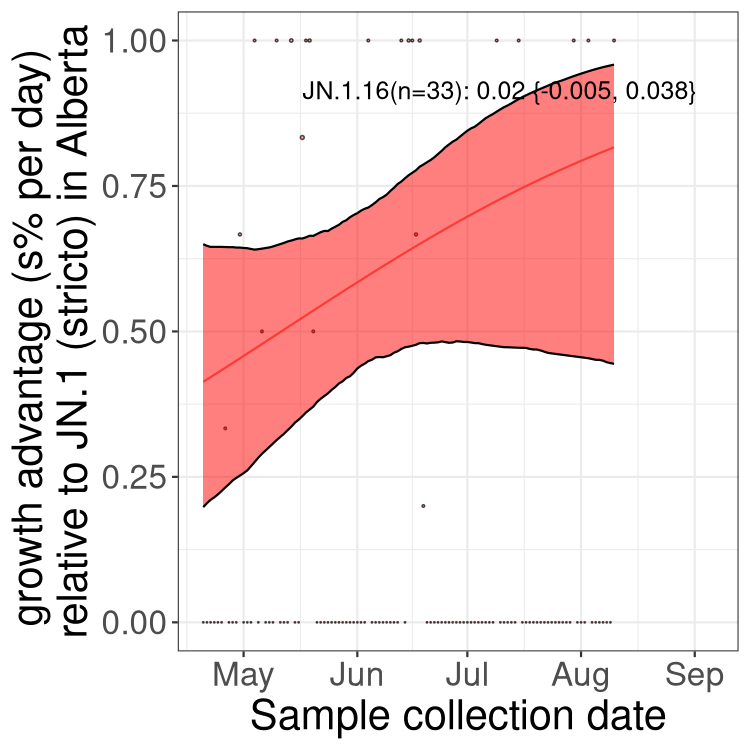 growth advantage (s% per day)
relative to JN.1 (stricto) in Alberta
1.00
0.75
0.50
0.25
0.00
JN.1.16(n=33): 0.02 {-0.005, 0.038}
May Jun Jul Aug Sep
Sample collection date